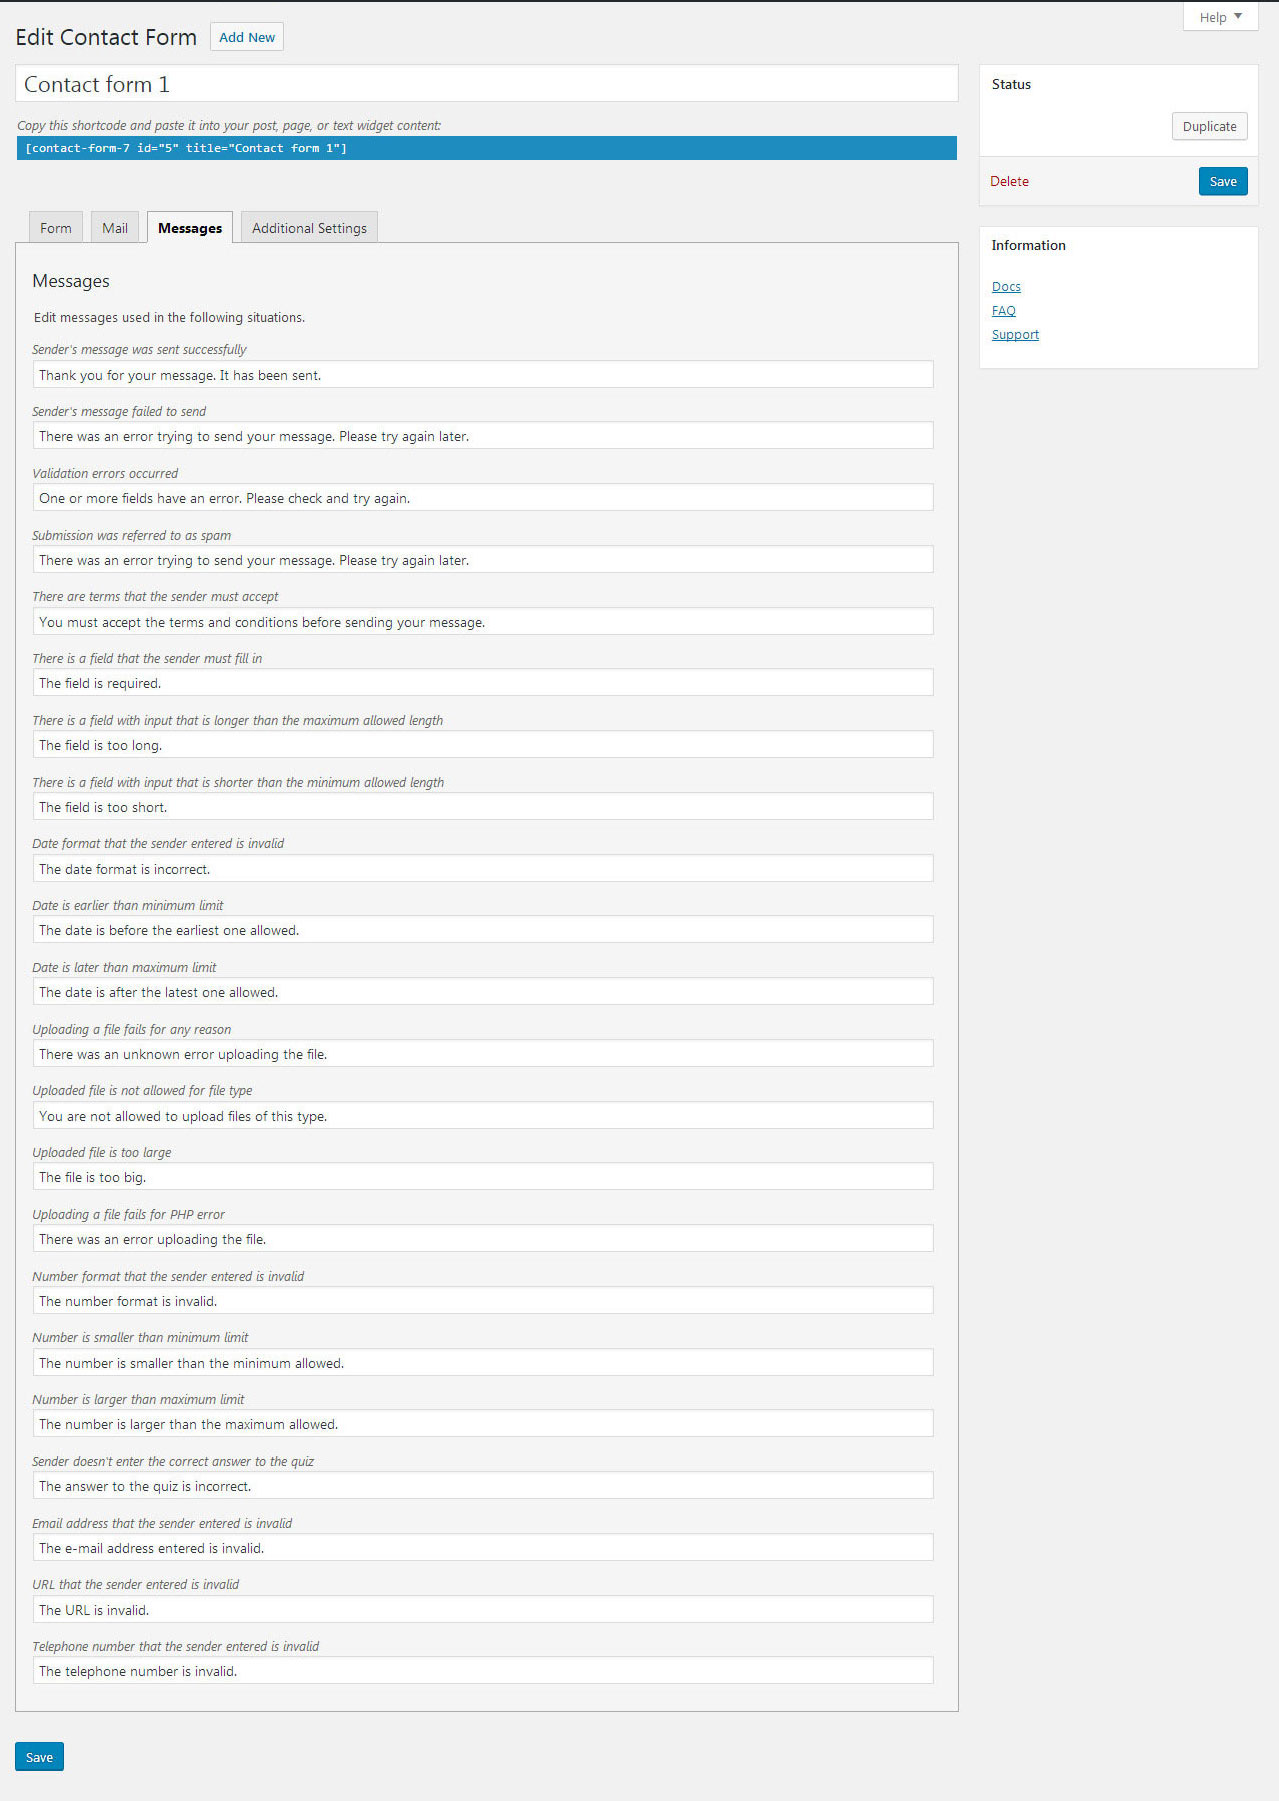 Help
Edit Contact Form Add New
Contact form 1
Copy this shortcode and paste it into your post, page, or text widget content:
[contact-form-7 id="5" title="Contact form 1"]
Status
Duplicate
Delete Save
Information
Docs
FAQ
Support
Form Mail Messages Additional Settings
Messages
Edit messages used in the following situations.
Sender's message was sent successfully
Thank you for your message. It has been sent.
Sender's message failed to send
There was an error trying to send your message. Please try again later.
Validation errors occurred
One or more fields have an error. Please check and try again.
Submission was referred to as spam
There was an error trying to send your message. Please try again later.
There are terms that the sender must accept
You must accept the terms and conditions before sending your message.
There is a field that the sender must fill in
The field is required.
There is a field with input that is longer than the maximum allowed length
The field is too long.
There is a field with input that is shorter than the minimum allowed length
The field is too short.
Date format that the sender entered is invalid
The date format is incorrect.
Date is earlier than minimum limit
The date is before the earliest one allowed.
Date is later than maximum limit
The date is after the latest one allowed.
Uploading a file fails for any reason
There was an unknown error uploading the file.
Uploaded file is not allowed for file type
You are not allowed to upload files of this type.
Uploaded file is too large
The file is too big.
Uploading a file fails for PHP error
There was an error uploading the file.
Number format that the sender entered is invalid
The number format is invalid.
Number is smaller than minimum limit
The number is smaller than the minimum allowed.
Number is larger than maximum limit
The number is larger than the maximum allowed.
Sender doesn't enter the correct answer to the quiz
The answer to the quiz is incorrect.
Email address that the sender entered is invalid
The e-mail address entered is invalid.
URL that the sender entered is invalid
The URL is invalid.
Telephone number that the sender entered is invalid
The telephone number is invalid.
Save